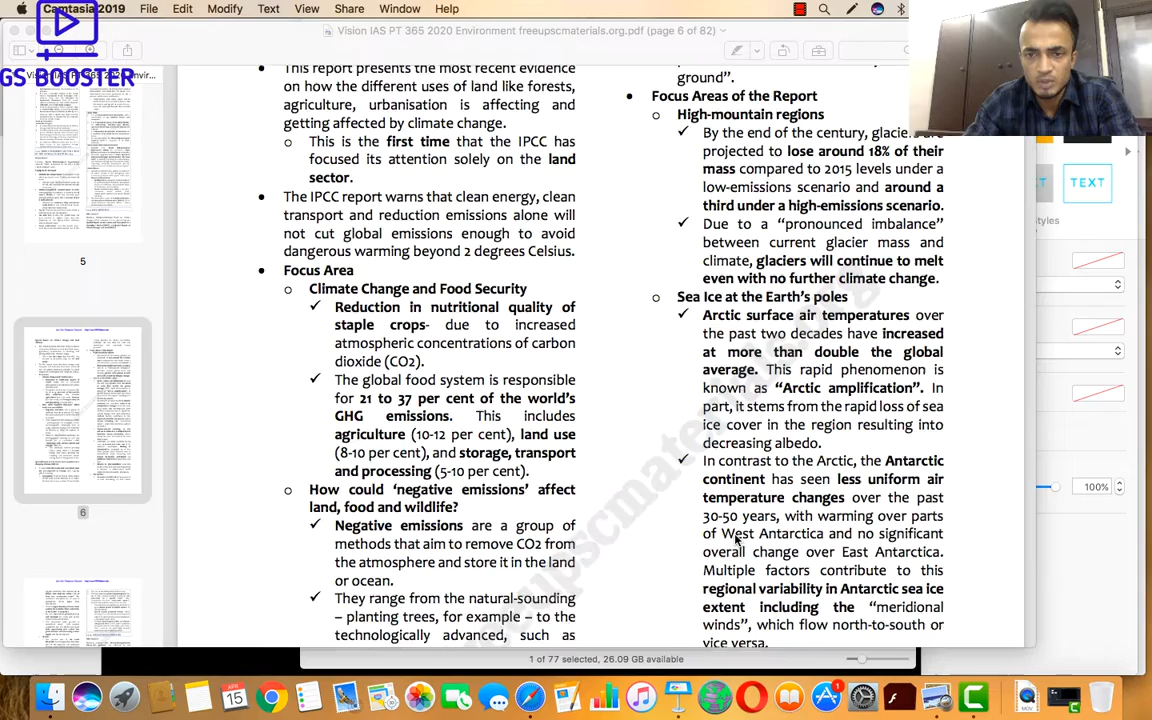 Camtasia 2019 File Edit Modify Text View Share Window Help
Vision IAS PT 365 2020 Environment freeupscmaterials.org.pdf (page 6 of 82)
GS BOOSTER
5
6
This report presents the most recent evidence
on how the different uses of land – forests,
agriculture, urbanisation is affecting and
getting affected by climate change.
This is the first time that the IPCC has
focused its attention solely on the land
sector.
The IPCC report warns that clean energy, clean
transport and reduction emissions alone will
not cut global emissions enough to avoid
dangerous warming beyond 2 degrees Celsius.
Focus Area
Climate Change and Food Security
Reduction in nutritional quality of
staple crops- due to increased
atmospheric concentrations of carbon
dioxide (CO2).
The global food system is responsible
for 21 to 37 per cent of the world's
GHG emissions. This includes
agriculture (10-12 per cent), land use
(8-10 per cent), and storage, transport
and processing (5-10 per cent).
How could 'negative emissions' affect
land, food and wildlife?
Negative emissions are a group of
methods that aim to remove CO2 from
the atmosphere and store it in the land
or ocean.
They range from the natural-sounding
– planting trees, for example – to the
technologically advanced, such as
ground".
Focus Areas of the Report
High-mountain regions
By the end of the century,
projected to around 18% of their
mass compared to 2015 levels under a
low-emissions scenario and around a
third under a high-emissions scenario.
Due to a "pronounced imbalance"
between current glacier mass and
climate, glaciers will continue to melt
even with no further climate change.
Sea Ice at the Earth's poles
Arctic surface air temperatures over
the past two decades have increased
at more than double the global
average. This rapid phenomenon is
known as "Arctic amplification". In
part, it stems from the rapid loss of sea
ice cover in the region resulting into
decreasing albedo.
In contrast to the Arctic, the Antarctic
continent has seen less uniform air
temperature changes over the past
30-50 years, with warming over parts
of West Antarctica and no significant
overall change over East Antarctica.
Multiple factors contribute to this
regional variability in Antarctic sea ice
extent including the "meridional
winds", which flow north-to-south or
vice versa.
TEXT
100%
1 of 77 selected, 26.09 GB available
APR
15